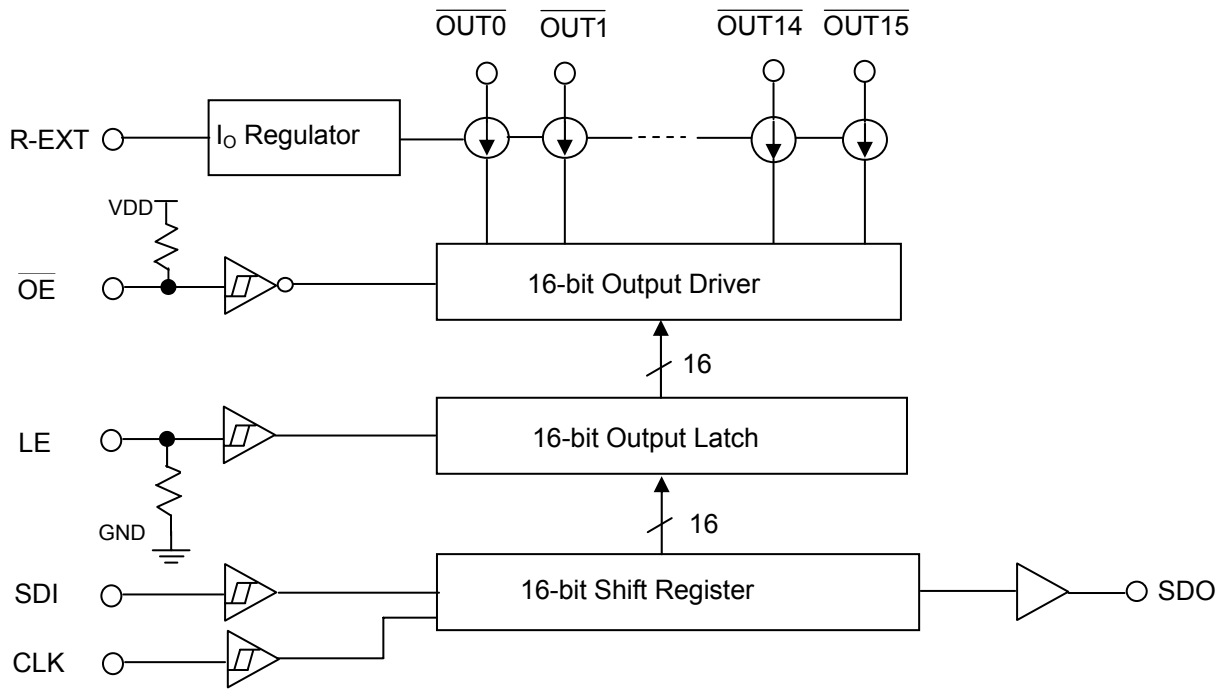 OUT0 OUT1 OUT14 OUT15
R-EXT
I_O Regulator
VDD
OE
16-bit Output Driver
16
LE
16-bit Output Latch
GND
16
SDI
16-bit Shift Register
SDO
CLK